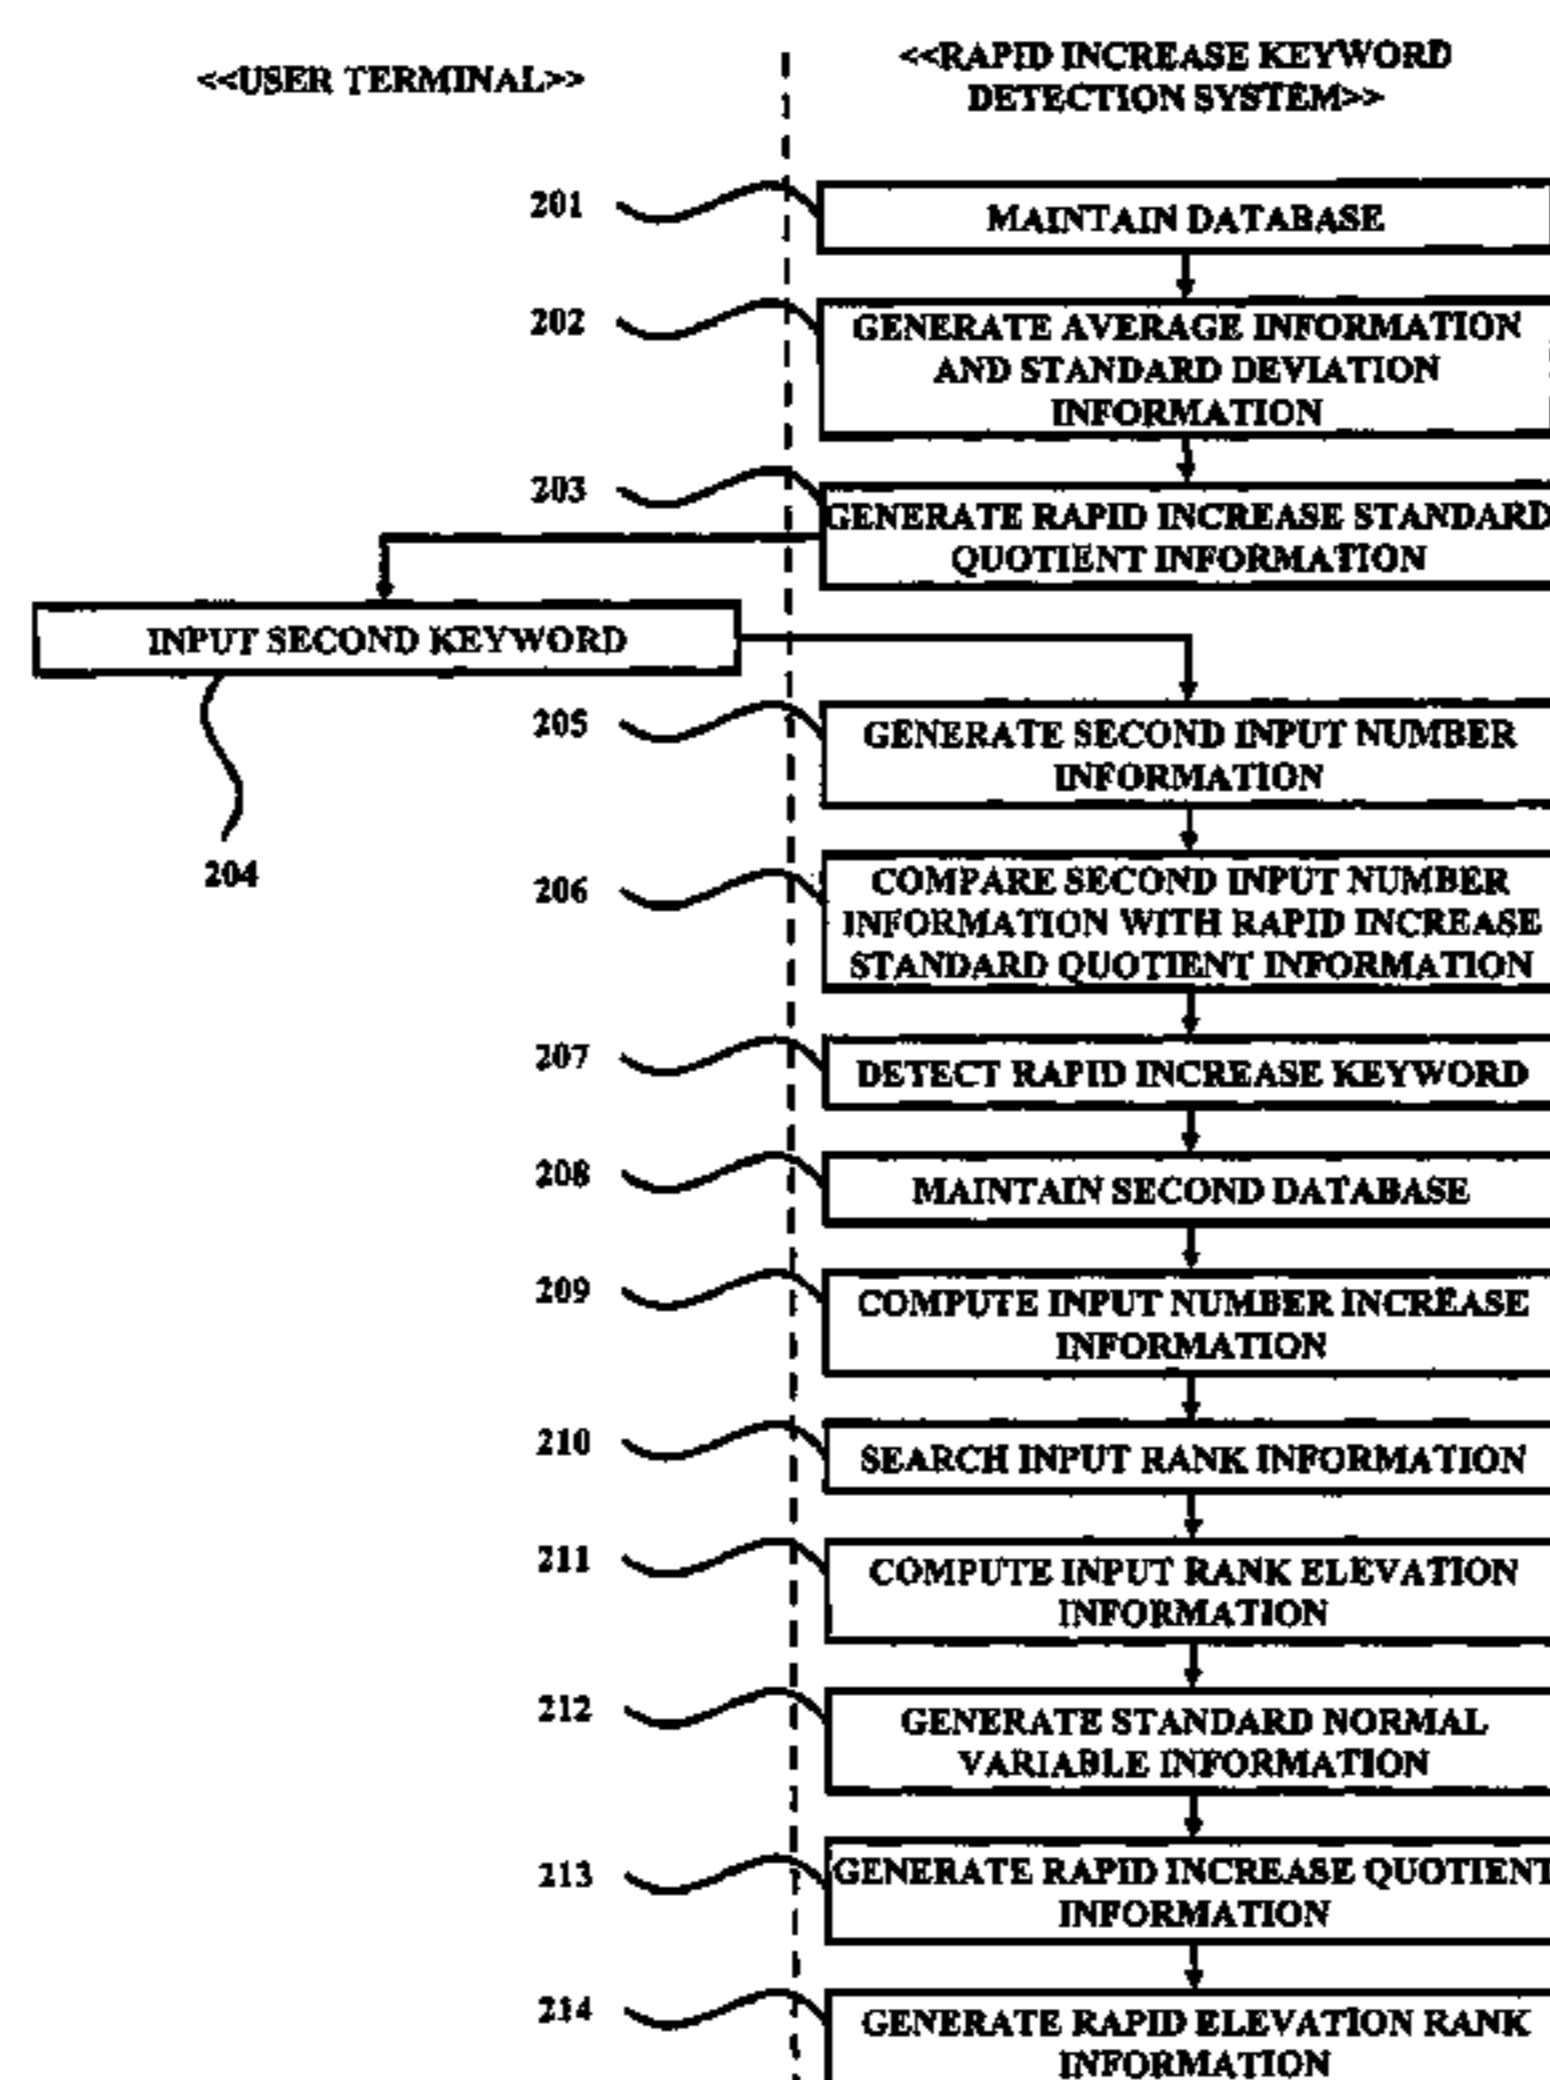 <<USER TERMINAL>>
<<RAPID INCREASE KEYWORD
DETECTION SYSTEM>>
201
MAINTAIN DATABASE
202
GENERATE AVERAGE INFORMATION
AND STANDARD DEVIATION
INFORMATION
203
GENERATE RAPID INCREASE STANDARD
QUOTIENT INFORMATION
INPUT SECOND KEYWORD
204
205
GENERATE SECOND INPUT NUMBER
INFORMATION
206
COMPARE SECOND INPUT NUMBER
INFORMATION WITH RAPID INCREASE
STANDARD QUOTIENT INFORMATION
207
DETECT RAPID INCREASE KEYWORD
208
MAINTAIN SECOND DATABASE
209
COMPUTE INPUT NUMBER INCREASE
INFORMATION
210
SEARCH INPUT RANK INFORMATION
211
COMPUTE INPUT RANK ELEVATION
INFORMATION
212
GENERATE STANDARD NORMAL
VARIABLE INFORMATION
213
GENERATE RAPID INCREASE QUOTIENT
INFORMATION
214
GENERATE RAPID ELEVATION RANK
INFORMATION